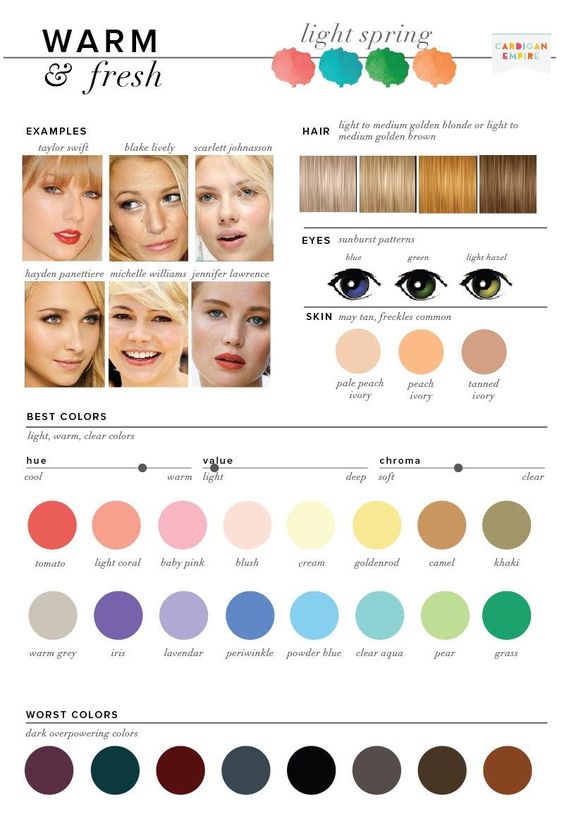 WARM
& fresh
light spring
CARDIGAN
EMPIRE
EXAMPLES
taylor swift
blake lively
scarlett johnasson
hayden panettiere
michelle williams
jennifer lawrence
HAIR
light to medium golden blonde or light to
medium golden brown
EYES
sunburst patterns
blue
green
light hazel
SKIN
may tan, freckles common
pale peach
ivory
peach
ivory
tanned
ivory
BEST COLORS
light, warm, clear colors
hue
cool
warm
value
light
deep
chroma
soft
clear
tomato
light coral
baby pink
blush
cream
goldenrod
camel
khaki
warm grey
iris
lavendar
periwinkle
powder blue
clear aqua
pear
grass
WORST COLORS
dark overpowering colors